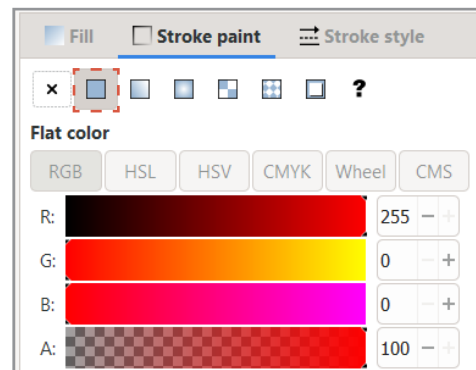 Fill Stroke paint Stroke style
× ?
Flat color
RGB HSL HSV CMYK Wheel CMS
R: 255 − +
G: 0 − +
B: 0 − +
A: 100 − +